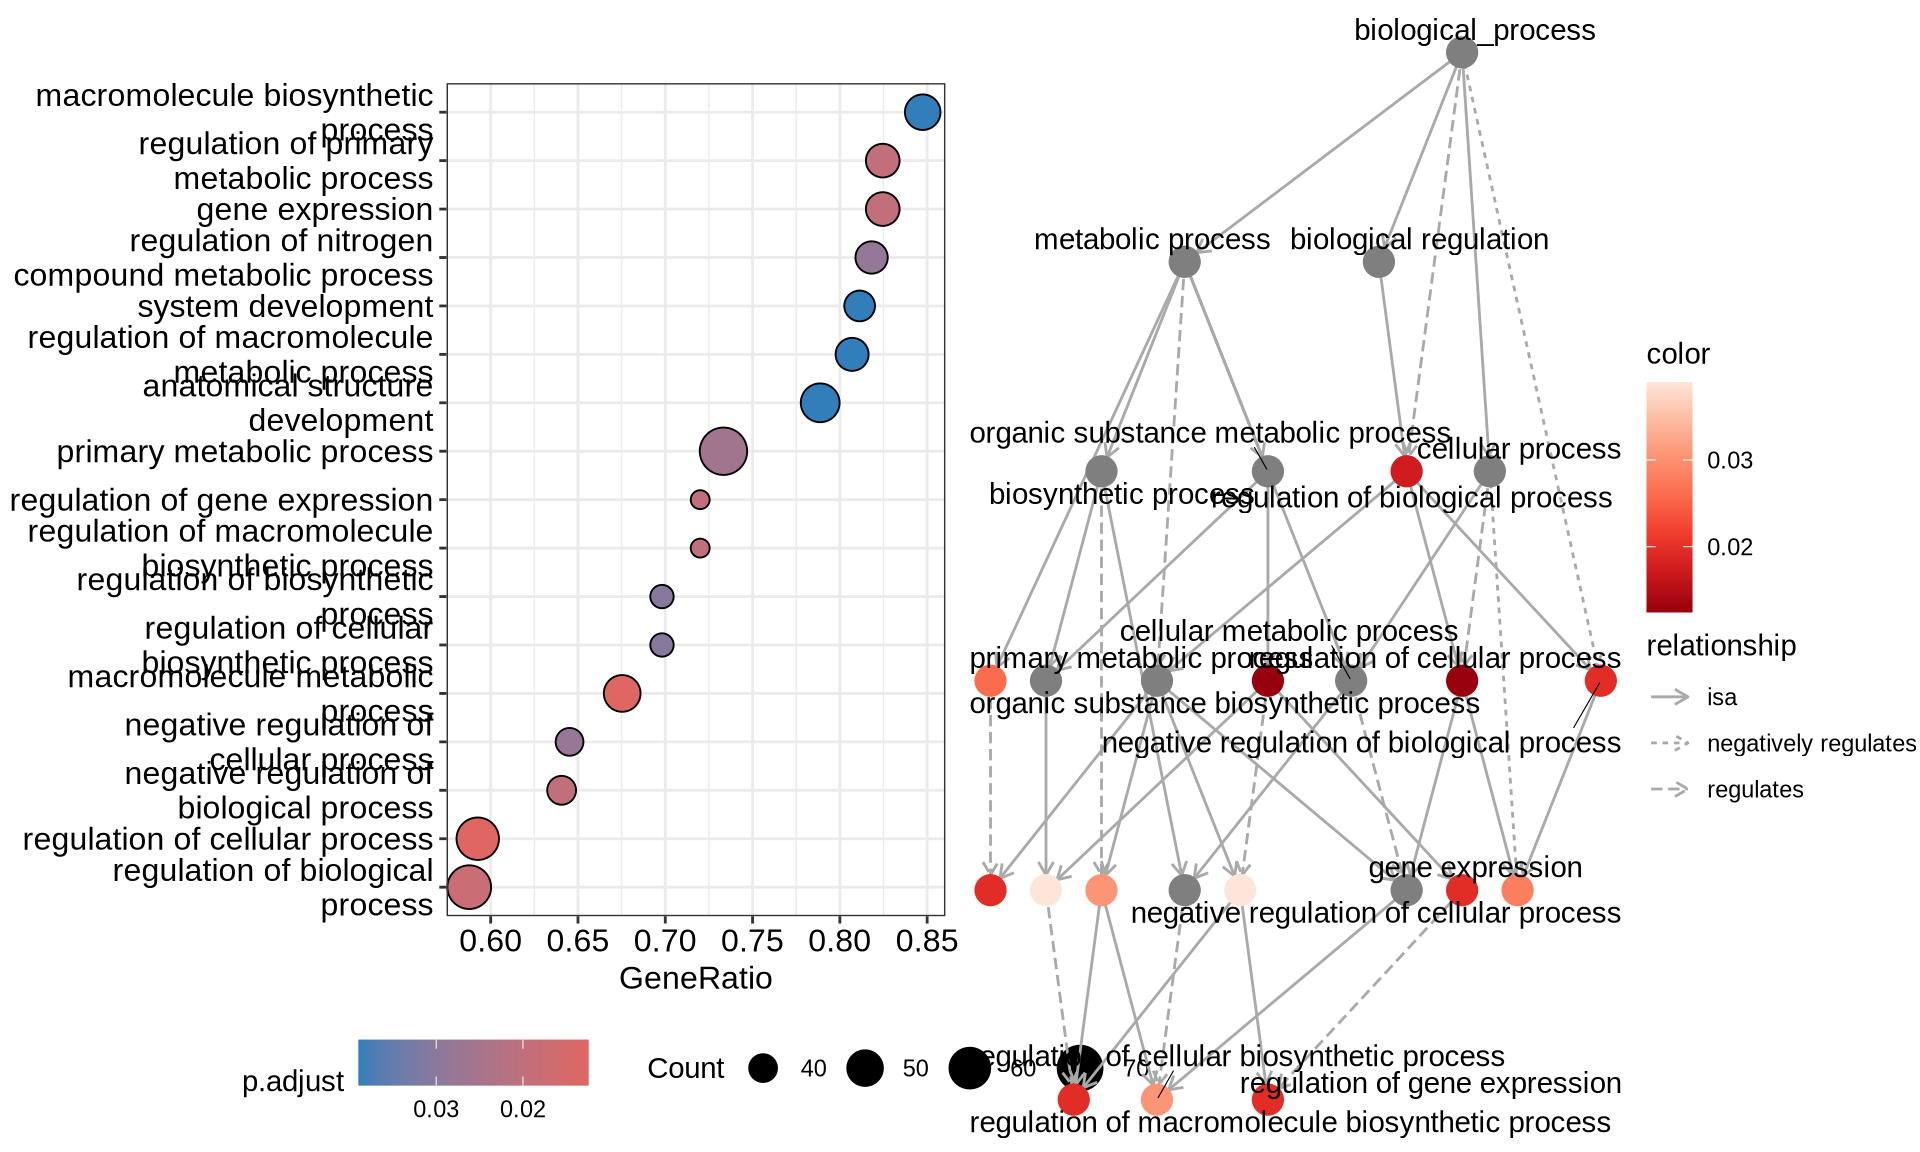 macromolecule biosynthetic
process
regulation of primary
metabolic process
gene expression
regulation of nitrogen
compound metabolic process
system development
regulation of macromolecule
metabolic process
anatomical structure
development
primary metabolic process
regulation of gene expression
regulation of macromolecule
biosynthetic process
regulation of biosynthetic
process
regulation of cellular
biosynthetic process
macromolecule metabolic
process
negative regulation of
cellular process
negative regulation of
biological process
regulation of cellular process
regulation of biological
process
0.60 0.65 0.70 0.75 0.80 0.85
GeneRatio
p.adjust
0.03 0.02
Count 40 50 60 70
biological_process
metabolic process biological regulation
organic substance metabolic process
cellular process
biosynthetic process
regulation of biological process
cellular metabolic process
primary metabolic process
regulation of cellular process
organic substance biosynthetic process
negative regulation of biological process
gene expression
negative regulation of cellular process
regulation of cellular biosynthetic process
regulation of gene expression
regulation of macromolecule biosynthetic process
color
0.03
0.02
relationship
isa
negatively regulates
regulates